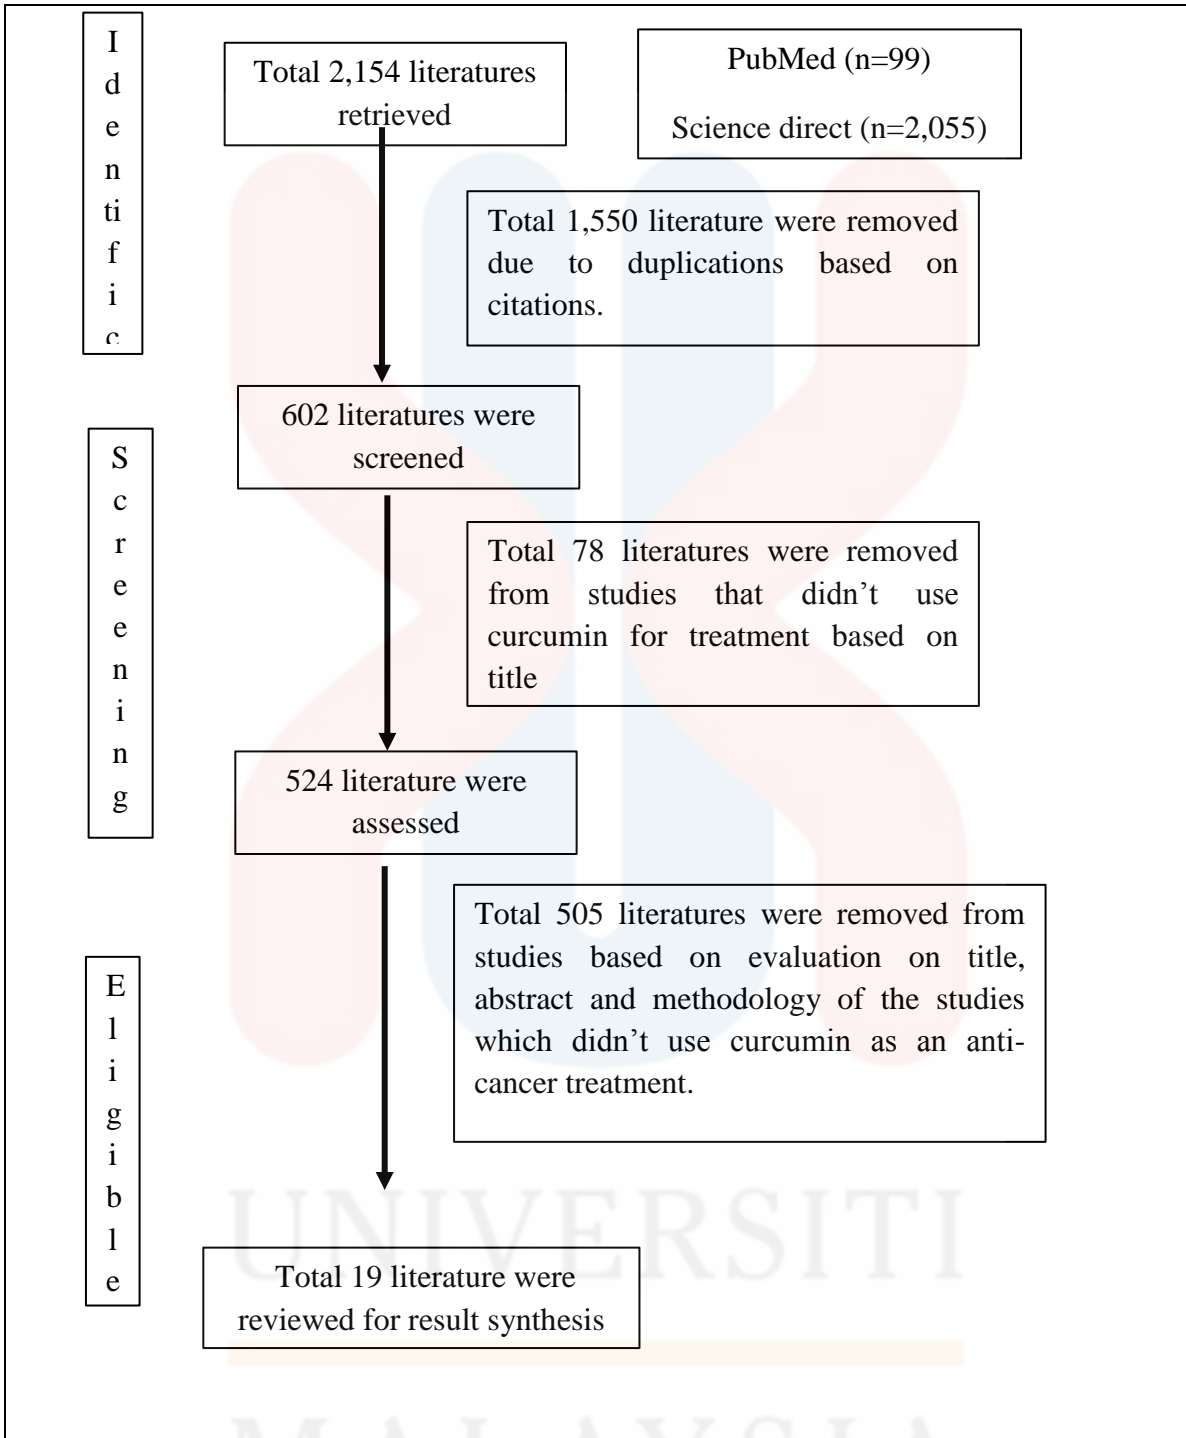 I
d
e
n
ti
f
i
c
Total 2,154 literatures
retrieved
PubMed (n=99)
Science direct (n=2,055)
Total 1,550 literature were removed
due to duplications based on
citations.
602 literatures were
screened
S
c
r
e
e
n
i
n
g
Total 78 literatures were removed
from studies that didn’t use
curcumin for treatment based on
title
524 literature were
assessed
Total 505 literatures were removed from
studies based on evaluation on title,
abstract and methodology of the studies
which didn’t use curcumin as an anti-
cancer treatment.
E
l
i
g
i
b
l
e
Total 19 literature were
reviewed for result synthesis
UNIVERSITI
MALAYSIA